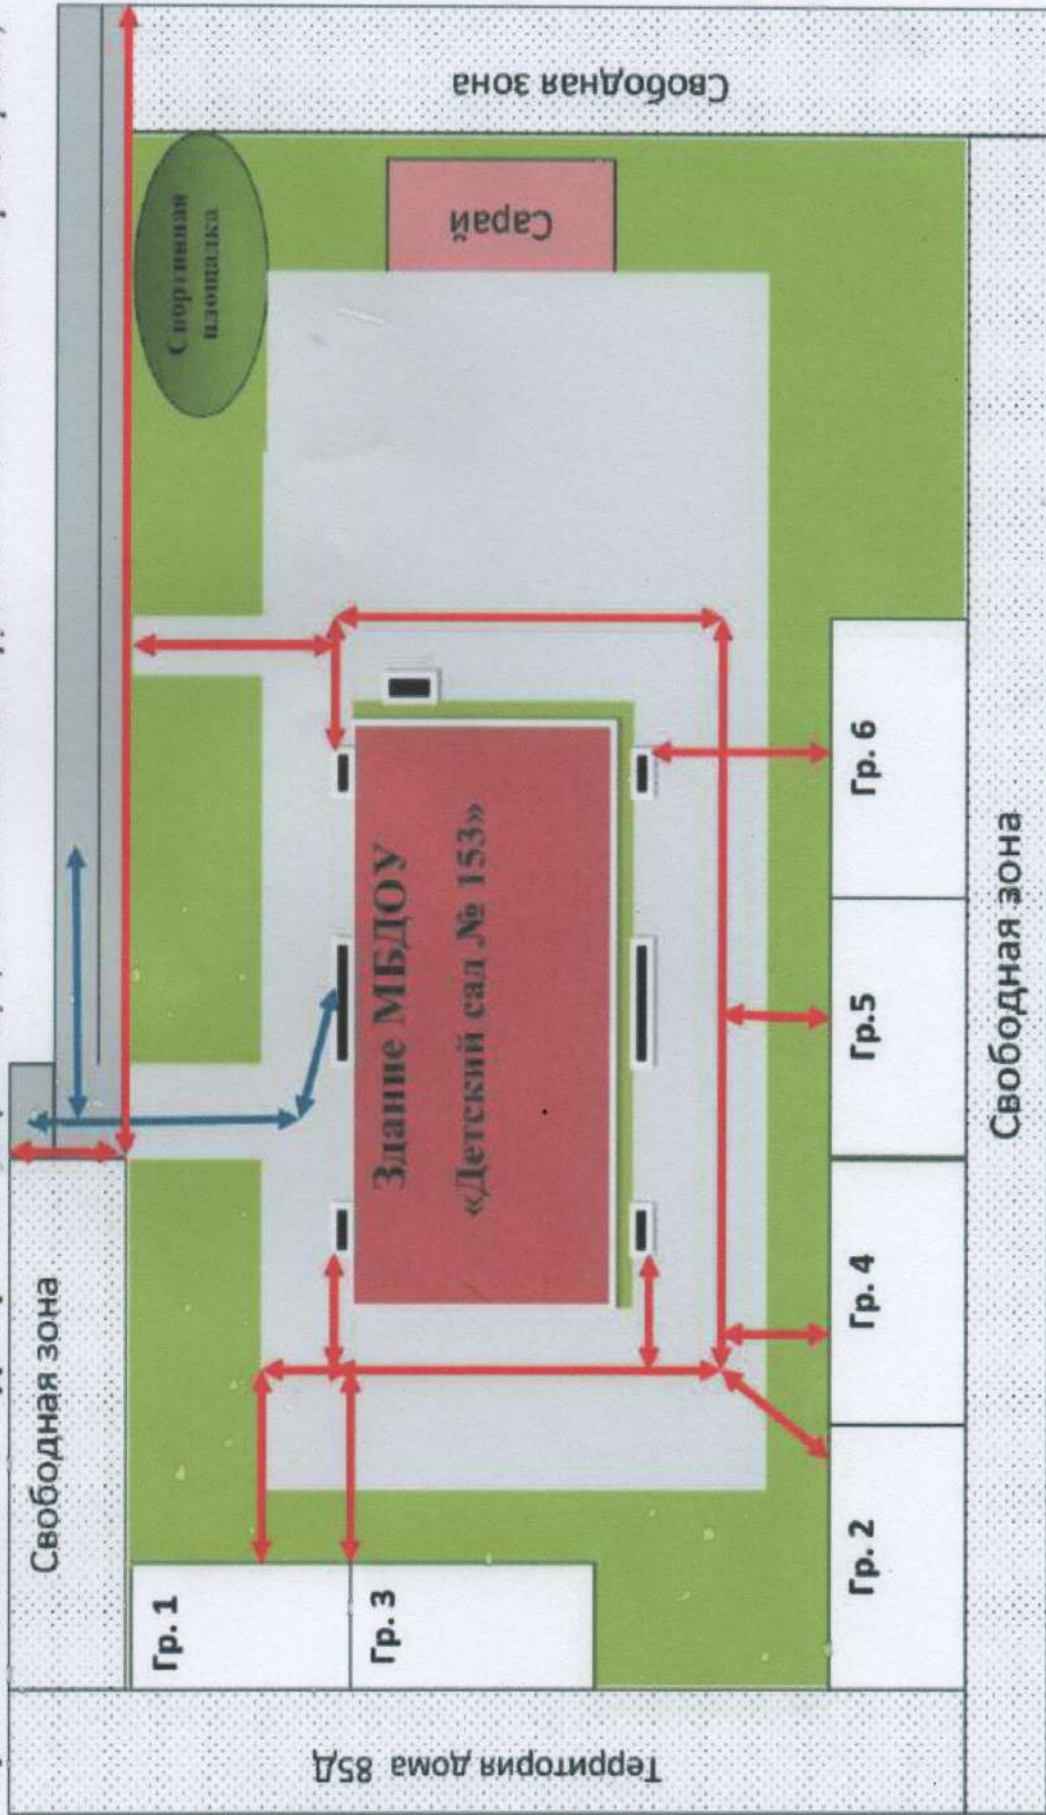 Свободная зона
Спортивная
площадка
Свободная зона
Сарай
Здание МБДОУ
«Детский сад № 153»
Гр. 1
Гр. 3
Гр. 2
Гр. 4
Гр.5
Гр. 6
Территория дома 85Д
Свободная зона